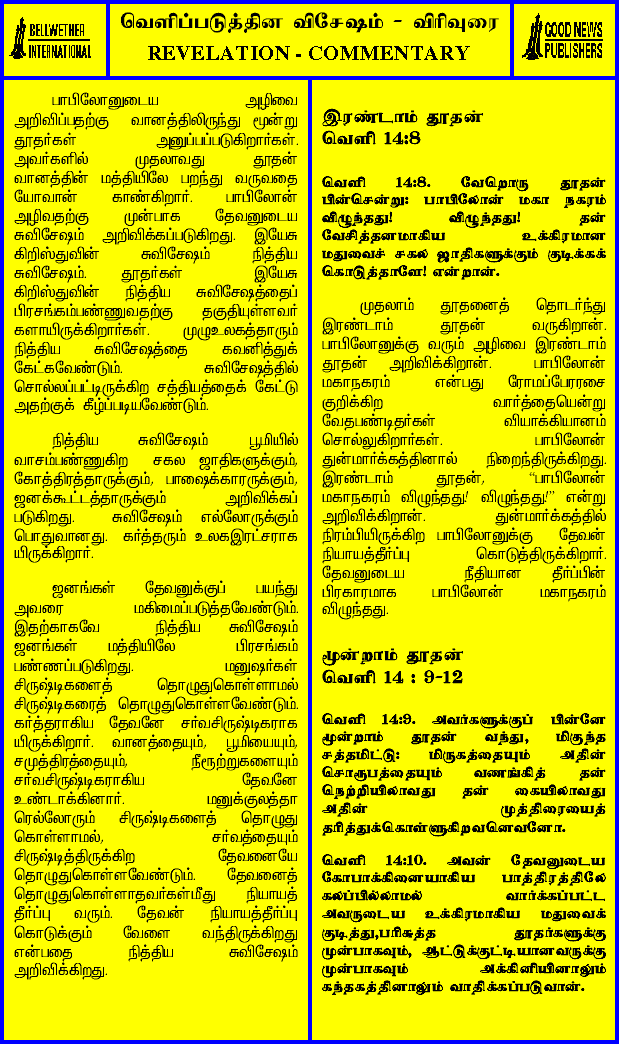 BELLWETHER
INTERNATIONAL
வெளிப்படுத்தின விசேஷம் - விரிவுரை
REVELATION - COMMENTARY
GOOD NEWS
PUBLISHERS
பாபிலோனுடைய அழிவை
அறிவிப்பதற்கு வானத்திலிருந்து மூன்று
தூதர்கள் அனுப்பப்படுகிறார்கள்.
அவர்களில் முதலாவது தூதன்
வானத்தின் மத்தியிலே பறந்து வருவதை
யோவான் காண்கிறார். பாபிலோன்
அழிவதற்கு முன்பாக தேவனுடைய
சுவிசேஷம் அறிவிக்கப்படுகிறது. இயேசு
கிறிஸ்துவின் சுவிசேஷம் நித்திய
சுவிசேஷம். தூதர்கள் இயேசு
கிறிஸ்துவின் நித்திய சுவிசேஷத்தைப்
பிரசங்கம்பண்ணுவதற்கு தகுதியுள்ளவர்
களாயிருக்கிறார்கள். முழுஉலகத்தாரும்
நித்திய சுவிசேஷத்தை கவனித்துக்
கேட்கவேண்டும். சுவிசேஷத்தில்
சொல்லப்பட்டிருக்கிற சத்தியத்தைக் கேட்டு
அதற்குக் கீழ்ப்படியவேண்டும்.
நித்திய சுவிசேஷம் பூமியில்
வாசம்பண்ணுகிற சகல ஜாதிகளுக்கும்,
கோத்திரத்தாருக்கும், பாஷைக்காரருக்கும்,
ஜனக்கூட்டத்தாருக்கும் அறிவிக்கப்
படுகிறது. சுவிசேஷம் எல்லோருக்கும்
பொதுவானது. கர்த்தரும் உலகஇரட்சராக
யிருக்கிறார்.
ஜனங்கள் தேவனுக்குப் பயந்து
அவரை மகிமைப்படுத்தவேண்டும்.
இதற்காகவே நித்திய சுவிசேஷம்
ஜனங்கள் மத்தியிலே பிரசங்கம்
பண்ணப்படுகிறது. மனுஷர்கள்
சிருஷ்டிகளைத் தொழுதுகொள்ளாமல்
சிருஷ்டிகரைத் தொழுதுகொள்ளவேண்டும்.
கர்த்தராகிய தேவனே சர்வசிருஷ்டிகராக
யிருக்கிறார். வானத்தையும், பூமியையும்,
சமுத்திரத்தையும், நீரூற்றுகளையும்
சர்வசிருஷ்டிகராகிய தேவனே
உண்டாக்கினார். மனுக்குலத்தா
ரெல்லோரும் சிருஷ்டிகளைத் தொழுது
கொள்ளாமல், சர்வத்தையும்
சிருஷ்டித்திருக்கிற தேவனையே
தொழுதுகொள்ளவேண்டும். தேவனைத்
தொழுதுகொள்ளாதவர்கள்மீது நியாயத்
தீர்ப்பு வரும். தேவன் நியாயத்தீர்ப்பு
கொடுக்கும் வேளை வந்திருக்கிறது
என்பதை நித்திய சுவிசேஷம்
அறிவிக்கிறது.
இரண்டாம் தூதன்
வெளி 14:8
வெளி 14:8. வேறொரு தூதன்
பின்சென்று: பாபிலோன் மகா நகரம்
விழுந்தது! விழுந்தது! தன்
வேசித்தனமாகிய உக்கிரமான
மதுவைச் சகல ஜாதிகளுக்கும் குடிக்கக்
கொடுத்தாளே! என்றான்.
முதலாம் தூதனைத் தொடர்ந்து
இரண்டாம் தூதன் வருகிறான்.
பாபிலோனுக்கு வரும் அழிவை இரண்டாம்
தூதன் அறிவிக்கிறான். பாபிலோன்
மகாநகரம் என்பது ரோமப்பேரரசை
குறிக்கிற வார்த்தையென்று
வேதபண்டிதர்கள் வியாக்கியானம்
சொல்லுகிறார்கள். பாபிலோன்
துன்மார்க்கத்தினால் நிறைந்திருக்கிறது.
இரண்டாம் தூதன், “பாபிலோன்
மகாநகரம் விழுந்தது! விழுந்தது!” என்று
அறிவிக்கிறான். துன்மார்க்கத்தில்
நிரம்பியிருக்கிற பாபிலோனுக்கு தேவன்
நியாயத்தீர்ப்பு கொடுத்திருக்கிறார்.
தேவனுடைய நீதியான தீர்ப்பின்
பிரகாரமாக பாபிலோன் மகாநகரம்
விழுந்தது.
மூன்றாம் தூதன்
வெளி 14 : 9-12
வெளி 14:9. அவர்களுக்குப் பின்னே
மூன்றாம் தூதன் வந்து, மிகுந்த
சத்தமிட்டு: மிருகத்தையும் அதின்
சொரூபத்தையும் வணங்கித் தன்
நெற்றியிலாவது தன் கையிலாவது
அதின் முத்திரையைத்
தரித்துக்கொள்ளுகிறவனெவனோ.
வெளி 14:10. அவன் தேவனுடைய
கோபாக்கினையாகிய பாத்திரத்திலே
கலப்பில்லாமல் வார்க்கப்பட்ட
அவருடைய உக்கிரமாகிய மதுவைக்
குடித்து,பரிசுத்த தூதர்களுக்கு
முன்பாகவும், ஆட்டுக்குட்டியானவருக்கு
முன்பாகவும் அக்கினியினாலும்
கந்தகத்தினாலும் வாதிக்கப்படுவான்.